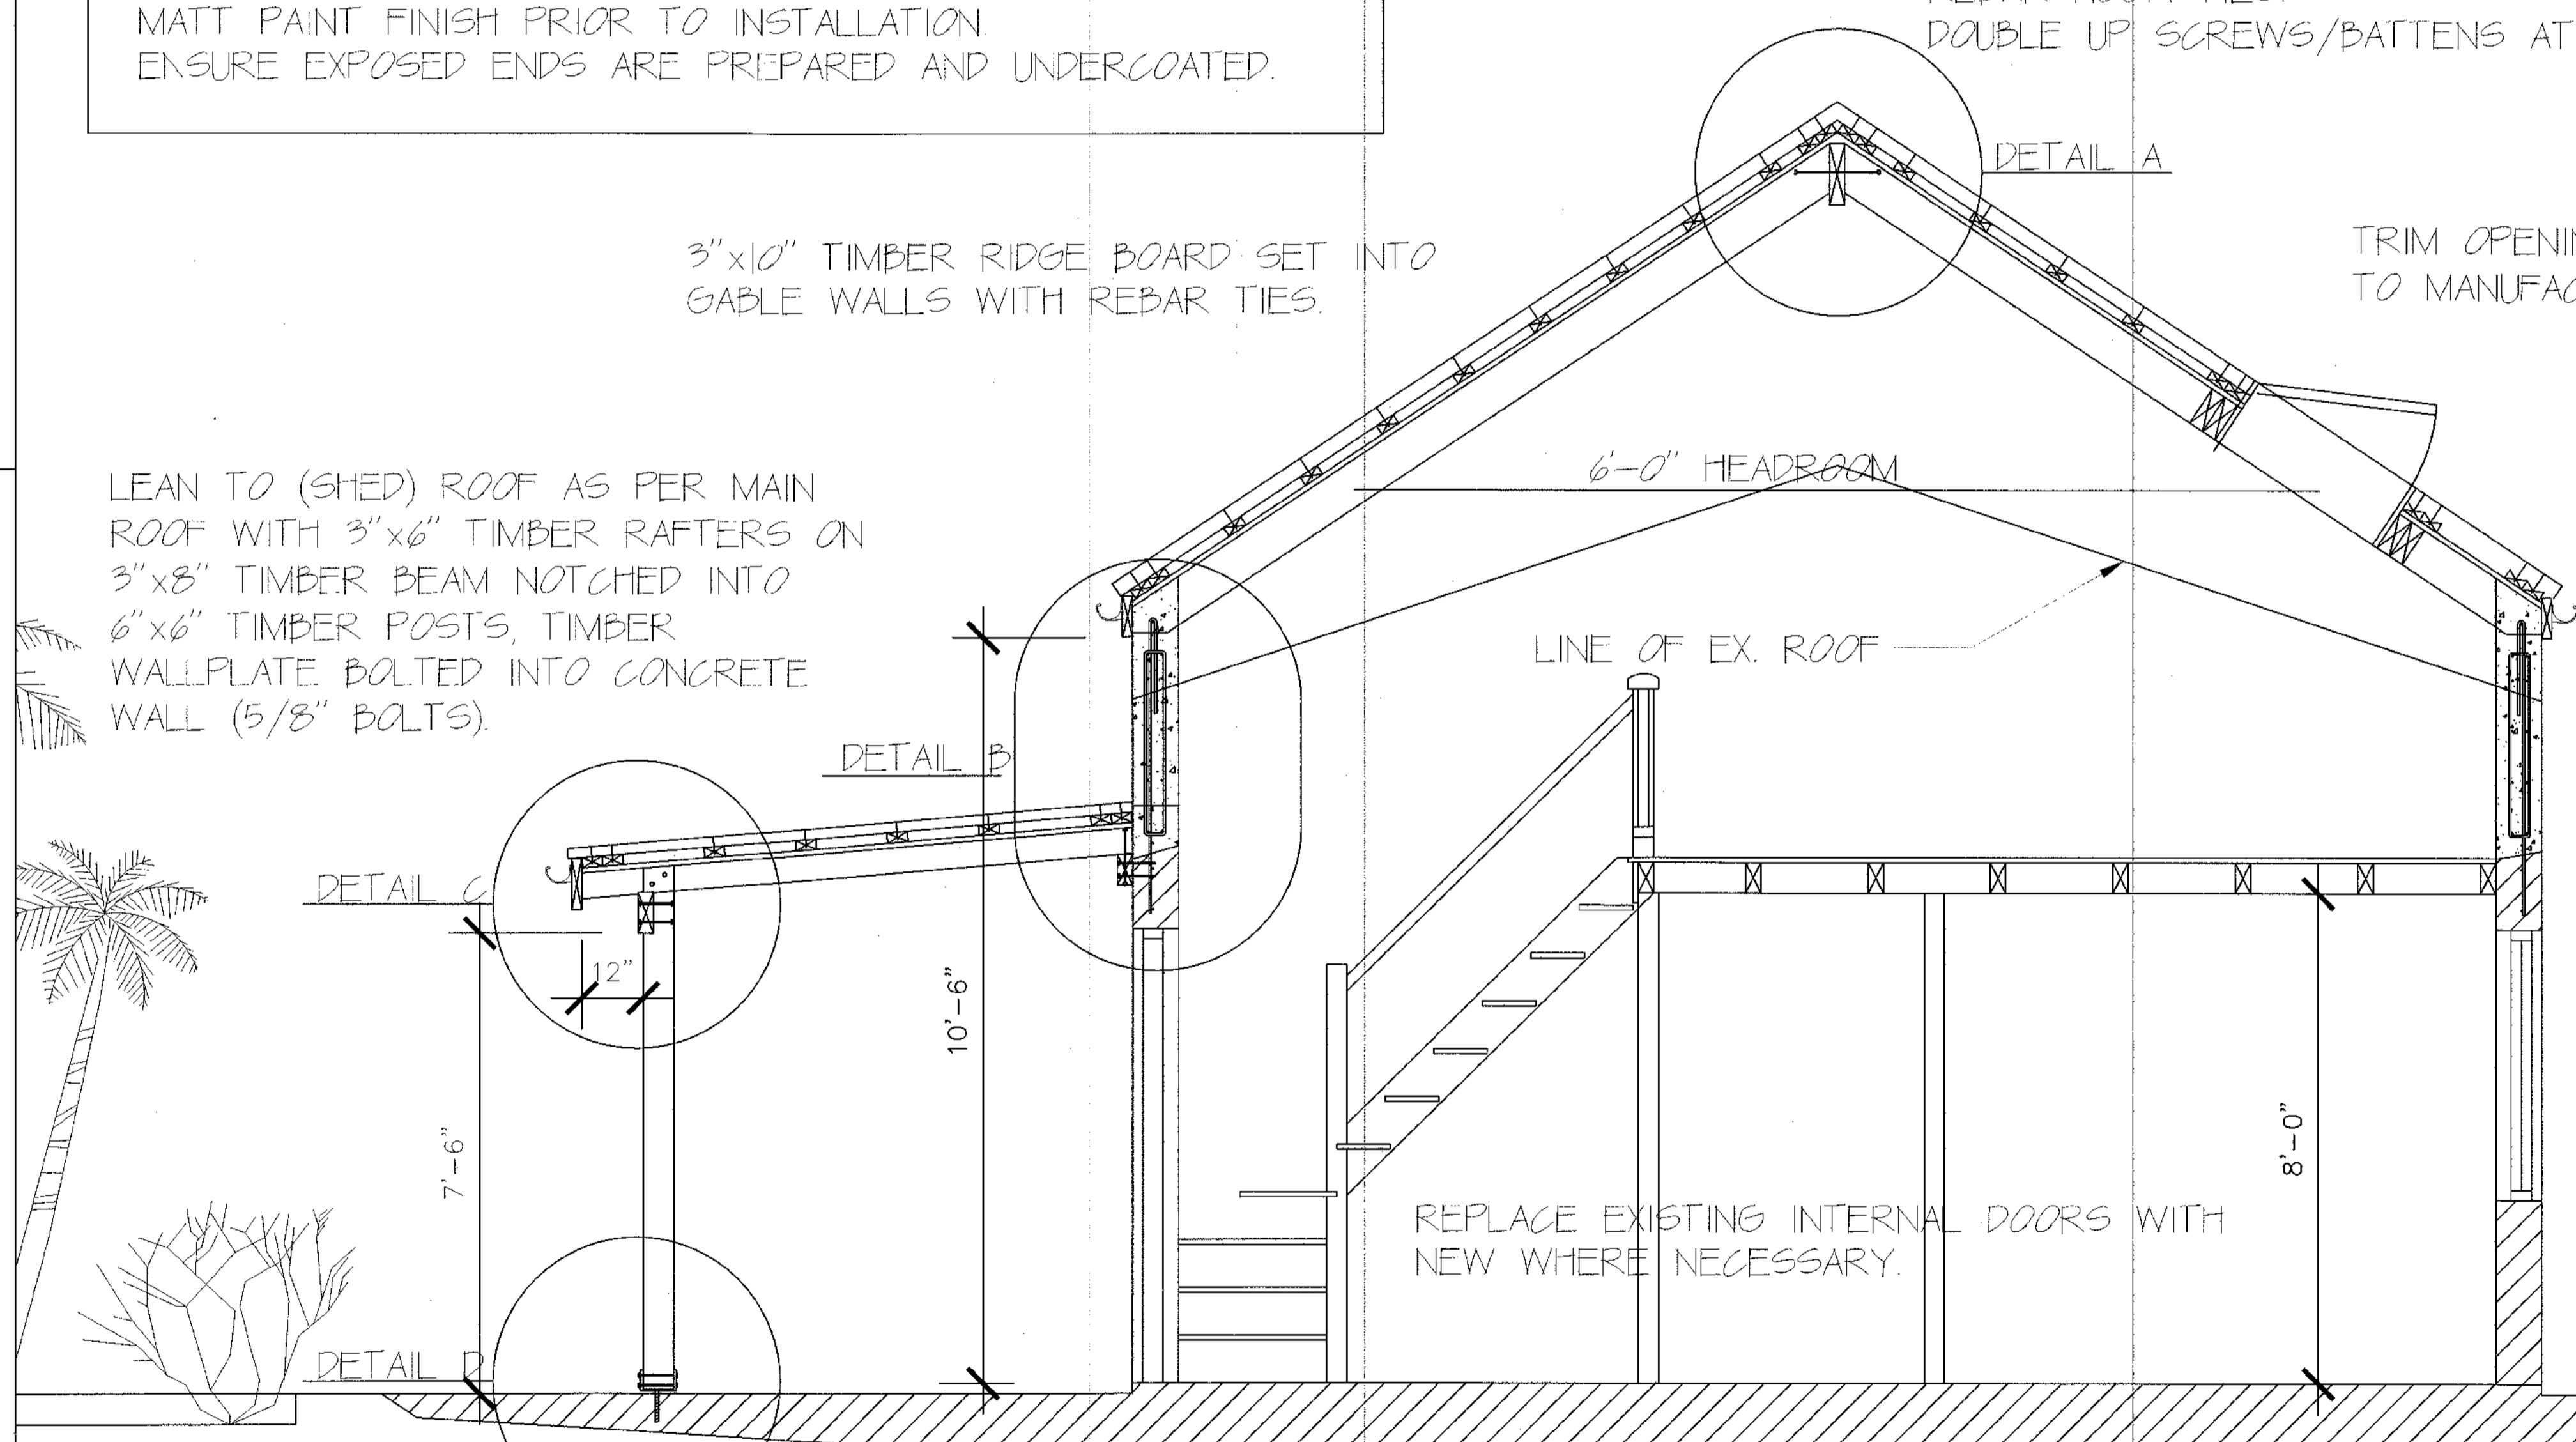 MATT PAINT FINISH PRIOR TO INSTALLATION.
ENSURE EXPOSED ENDS ARE PREPARED AND UNDERCOATED.
DOUBLE UP SCREWS/BATTENS AT
DETAIL A
3"x10" TIMBER RIDGE BOARD SET INTO
GABLE WALLS WITH REBAR TIES.
TRIM
TO
6'-0" HEADROOM
LEAN TO (SHED) ROOF AS PER MAIN
ROOF WITH 3"x6" TIMBER RAFTERS ON
3"x8" TIMBER BEAM NOTCHED INTO
6"x6" TIMBER POSTS, TIMBER
WALLPLATE BOLTED INTO CONCRETE
WALL (5/8" BOLTS).
LINE OF EX. ROOF
DETAIL B
DETAIL C
12"
10'-6"
7'-6"
8'-0"
REPLACE EXISTING INTERNAL DOORS WITH
NEW WHERE NECESSARY.
DETAIL D